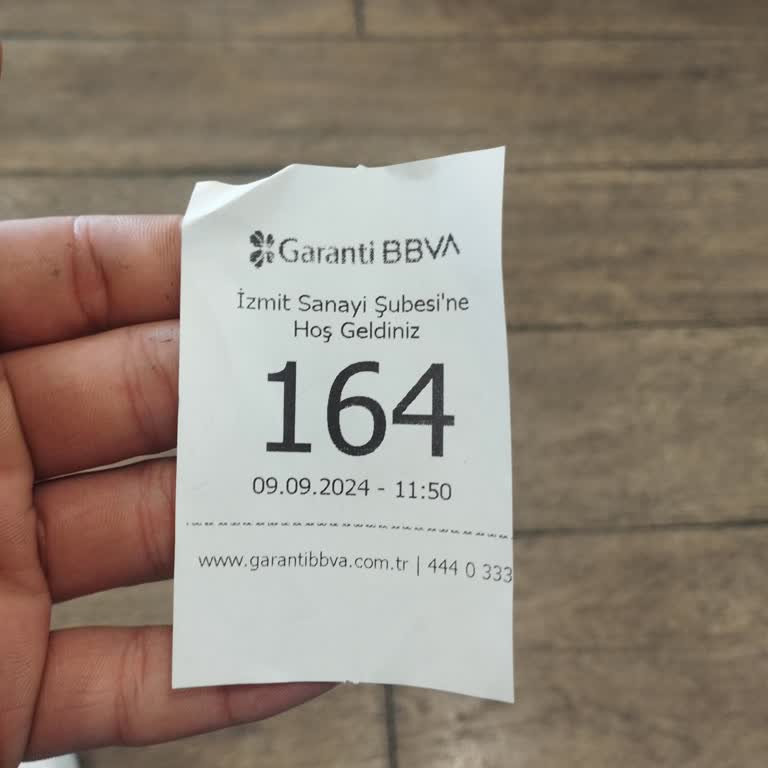 Garanti BBVA
İzmit Sanayi Şubesi'ne
Hoş Geldiniz
164
09.09.2024 - 11:50
www.garantibbva.com.tr | 444 0 333